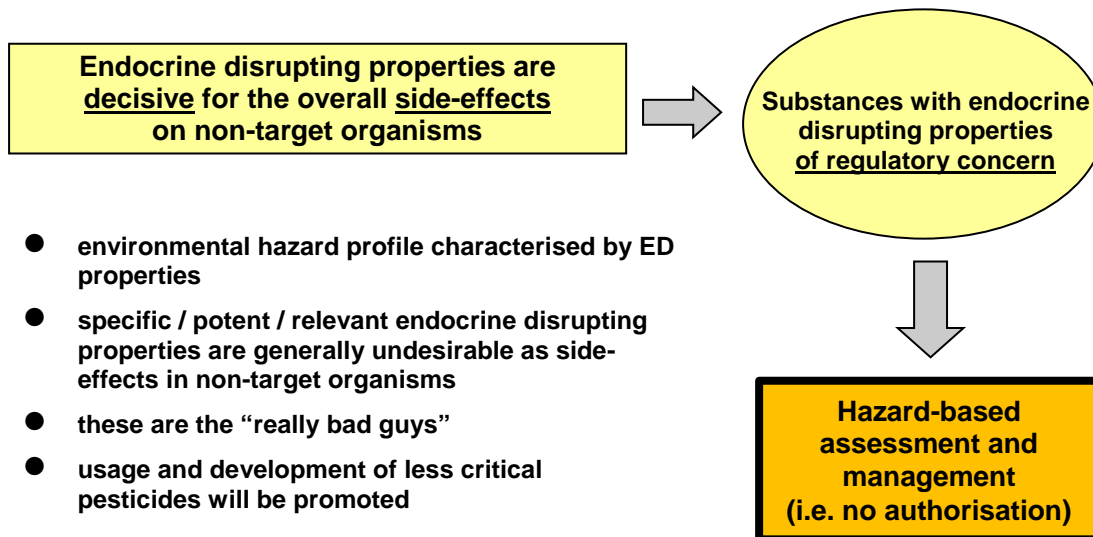 Endocrine disrupting properties are
decisive for the overall side-effects
on non-target organisms
Substances with endocrine
disrupting properties
of regulatory concern
● environmental hazard profile characterised by ED
properties
● specific / potent / relevant endocrine disrupting
properties are generally undesirable as side-
effects in non-target organisms
● these are the “really bad guys”
● usage and development of less critical
pesticides will be promoted
Hazard-based
assessment and
management
(i.e. no authorisation)